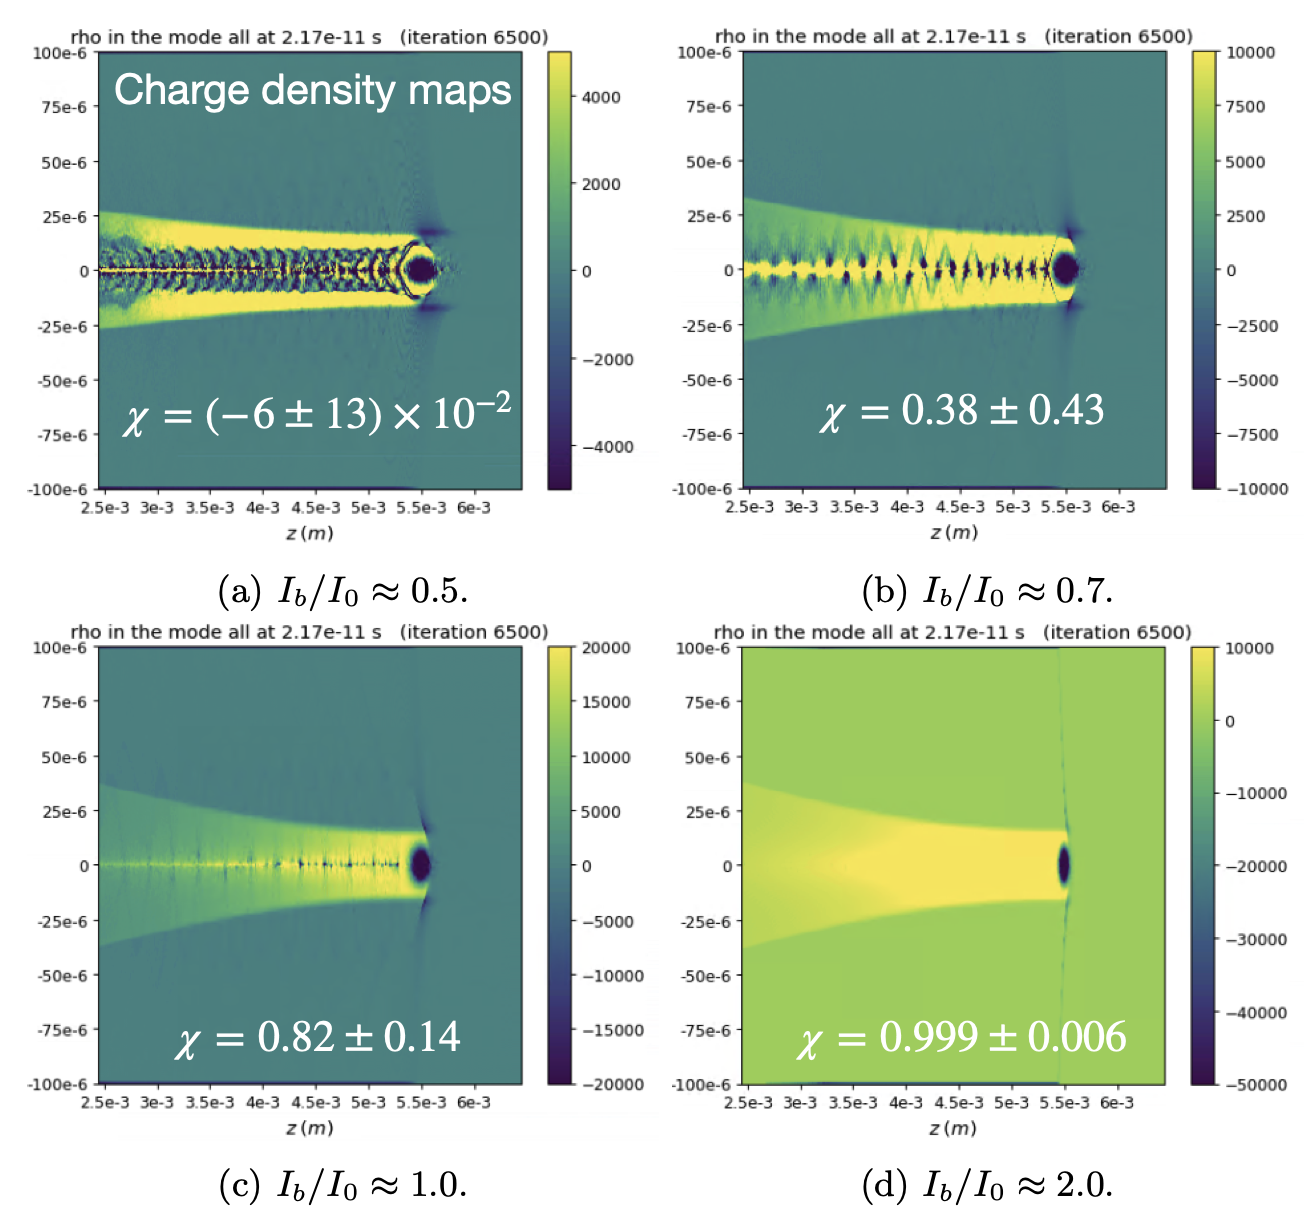 rho in the mode all at 2.17e-11 s (iteration 6500)
Charge density maps
100e-6
75e-6
50e-6
25e-6
0
-25e-6
-50e-6
-75e-6
-100e-6
4000
2000
0
−2000
−4000
χ = (−6 ± 13) × 10⁻²
2.5e-3 3e-3 3.5e-3 4e-3 4.5e-3 5e-3 5.5e-3 6e-3
z (m)
(a) I_b/I_0 ≈ 0.5.
rho in the mode all at 2.17e-11 s (iteration 6500)
100e-6
75e-6
50e-6
25e-6
0
-25e-6
-50e-6
-75e-6
-100e-6
10000
7500
5000
2500
0
−2500
−5000
−7500
−10000
χ = 0.38 ± 0.43
2.5e-3 3e-3 3.5e-3 4e-3 4.5e-3 5e-3 5.5e-3 6e-3
z (m)
(b) I_b/I_0 ≈ 0.7.
rho in the mode all at 2.17e-11 s (iteration 6500)
100e-6
75e-6
50e-6
25e-6
0
-25e-6
-50e-6
-75e-6
-100e-6
20000
15000
10000
5000
0
−5000
−10000
−15000
−20000
χ = 0.82 ± 0.14
2.5e-3 3e-3 3.5e-3 4e-3 4.5e-3 5e-3 5.5e-3 6e-3
z (m)
(c) I_b/I_0 ≈ 1.0.
rho in the mode all at 2.17e-11 s (iteration 6500)
100e-6
75e-6
50e-6
25e-6
0
-25e-6
-50e-6
-75e-6
-100e-6
10000
0
−10000
−20000
−30000
−40000
−50000
χ = 0.999 ± 0.006
2.5e-3 3e-3 3.5e-3 4e-3 4.5e-3 5e-3 5.5e-3 6e-3
z (m)
(d) I_b/I_0 ≈ 2.0.